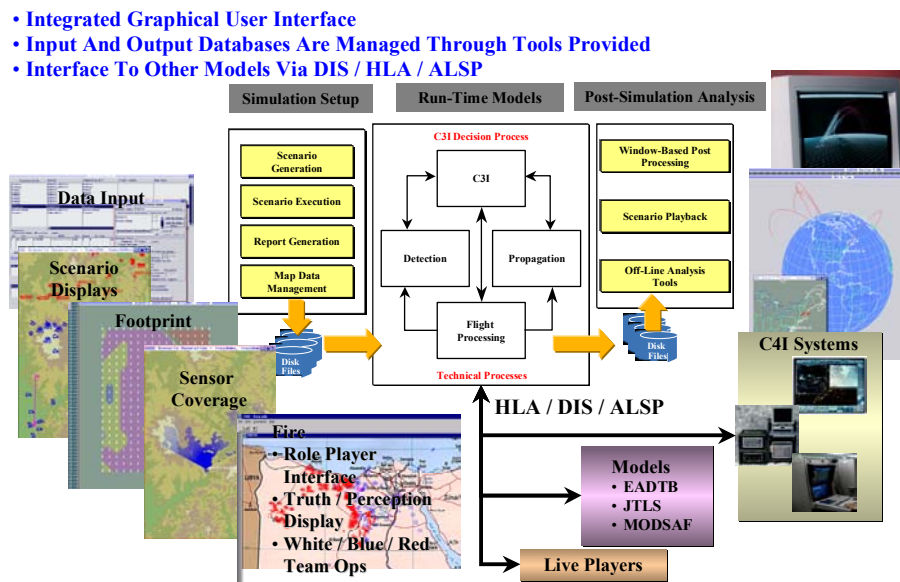 • Integrated Graphical User Interface
• Input And Output Databases Are Managed Through Tools Provided
• Interface To Other Models Via DIS / HLA / ALSP
Simulation Setup
Run-Time Models
Post-Simulation Analysis
Scenario
Generation
Scenario Execution
Report Generation
Map Data
Management
Disk
Files
C3I Decision Process
C3I
Detection
Propagation
Flight
Processing
Technical Processes
Window-Based Post
Processing
Scenario Playback
Off-Line Analysis
Tools
Disk
Files
Data Input
Scenario
Displays
Footprint
Sensor
Coverage
Fire
• Role Player
Interface
• Truth / Perception
Display
• White / Blue / Red
Team Ops
HLA / DIS / ALSP
C4I Systems
Models
• EADTB
• JTLS
• MODSAF
Live Players